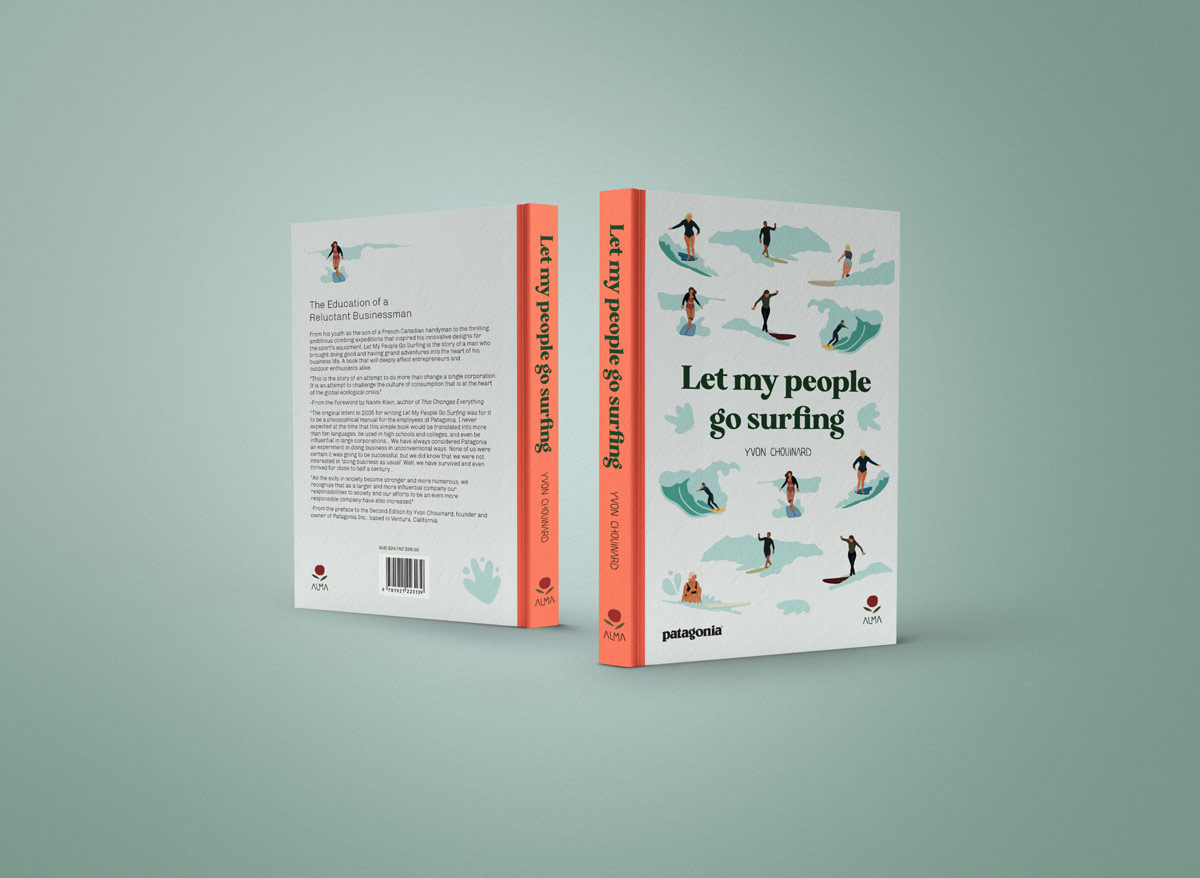 The Education of a
Reluctant Businessman
From his youth as the son of a French Canadian handyman to the thrilling,
ambitious climbing expeditions that inspired his innovative designs for
the sport's equipment, Let My People Go Surfing is the story of a man who
brought doing good and having grand adventures into the heart of his
business life. A book that will deeply affect entrepreneurs and
outdoor enthusiasts alike.
"This is the story of an attempt to do more than change a single corporation.
It is an attempt to challenge the culture of consumption that is at the heart
of the global ecological crisis."
-From the Foreword by Naomi Klein, author of This Changes Everything
"The original intent in 2005 for writing Let My People Go Surfing was for it
to be a philosophical manual for the employees of Patagonia. I never
expected at the time that this simple book would be translated into more
than ten languages, be used in high schools and colleges, and even be
influential in large corporations... We have always considered Patagonia
an experiment in doing business in unconventional ways. None of us were
certain it was going to be successful, but we did know that we were not
interested in "doing business as usual." Well, we have survived and even
thrived for close to half a century...
"As the evils in society become stronger and more numerous, we
recognize that as a larger and more influential company our
responsibilities to society and our efforts to be an even more
responsible company have also increased"
-From the preface to the Second Edition by Yvon Chouinard, founder and
owner of Patagonia Inc., based in Ventura, California
ALMA
9 781921 223139
Let my people go surfing
YVON CHOUINARD
ALMA
Let my people go surfing
YVON CHOUINARD
ALMA
Let my people
go surfing
YVON CHOUINARD
patagonia
ALMA